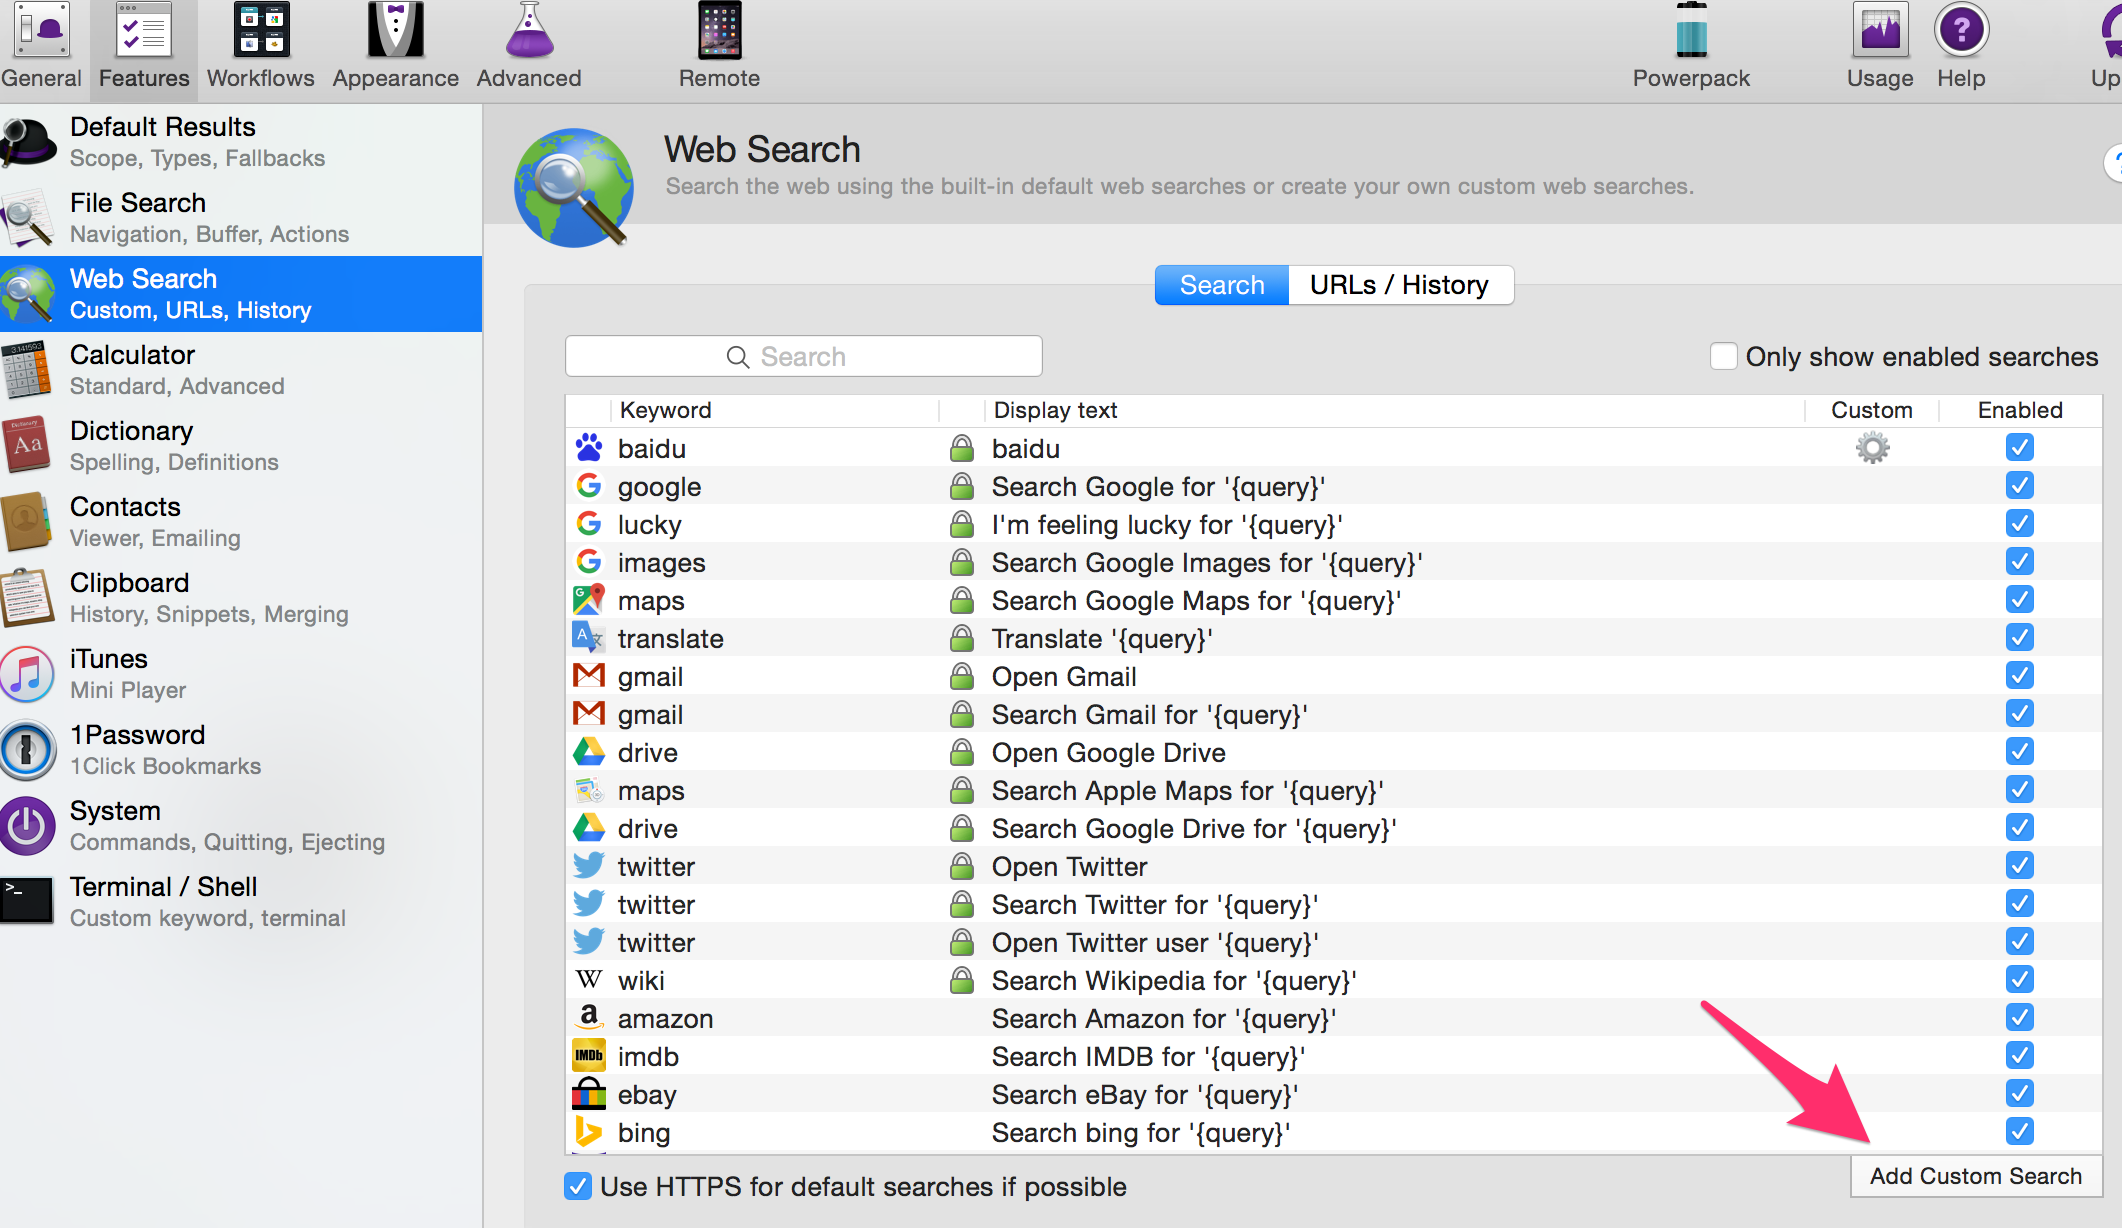 General Features Workflows Appearance Advanced Remote Powerpack Usage Help Up
Default Results
Scope, Types, Fallbacks
File Search
Navigation, Buffer, Actions
Web Search
Custom, URLs, History
Calculator
Standard, Advanced
Dictionary
Spelling, Definitions
Contacts
Viewer, Emailing
Clipboard
History, Snippets, Merging
iTunes
Mini Player
1Password
1Click Bookmarks
System
Commands, Quitting, Ejecting
Terminal / Shell
Custom keyword, terminal
Web Search
Search the web using the built-in default web searches or create your own custom web searches.
Search URLs / History
Search
Only show enabled searches
Keyword Display text Custom Enabled
baidu baidu
google Search Google for '{query}'
lucky I'm feeling lucky for '{query}'
images Search Google Images for '{query}'
maps Search Google Maps for '{query}'
translate Translate '{query}'
gmail Open Gmail
gmail Search Gmail for '{query}'
drive Open Google Drive
maps Search Apple Maps for '{query}'
drive Search Google Drive for '{query}'
twitter Open Twitter
twitter Search Twitter for '{query}'
twitter Open Twitter user '{query}'
wiki Search Wikipedia for '{query}'
amazon Search Amazon for '{query}'
imdb Search IMDB for '{query}'
ebay Search eBay for '{query}'
bing Search bing for '{query}'
Use HTTPS for default searches if possible
Add Custom Search